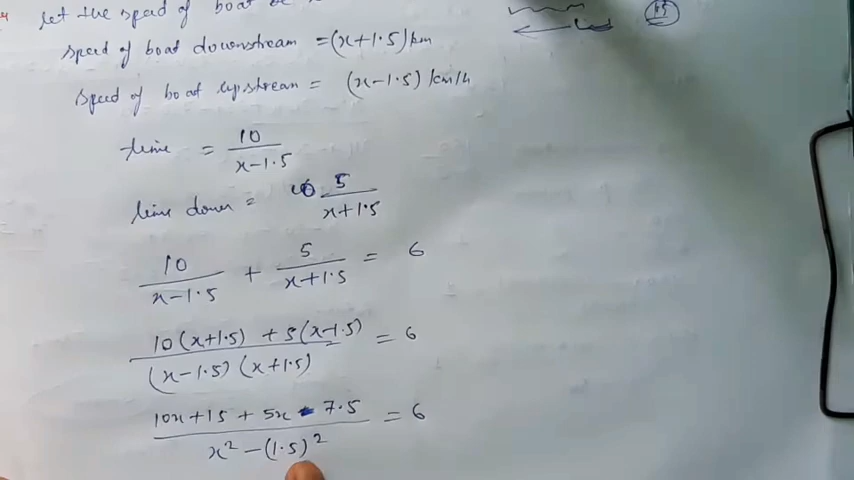 let the speed of boat be
speed of boat downstream = (x+1.5) km
speed of boat upstream = (x-1.5) km/h
time = 10/(x-1.5)
time down = 5/(x+1.5)
10/(x-1.5) + 5/(x+1.5) = 6
(10(x+1.5) + 5(x-1.5))/((x-1.5)(x+1.5)) = 6
(10x+15 + 5x - 7.5)/(x² - (1.5)²) = 6